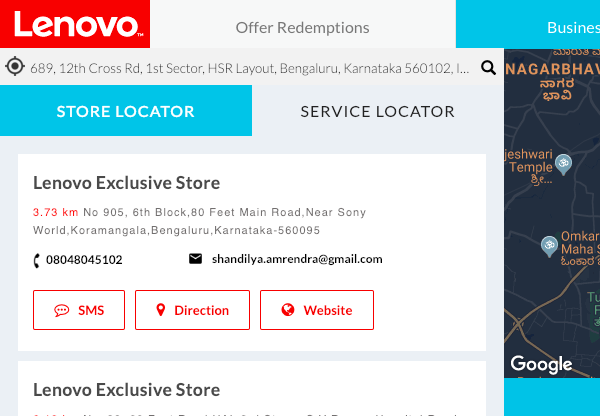 Lenovo
Offer Redemptions
Busines
689, 12th Cross Rd, 1st Sector, HSR Layout, Bengaluru, Karnataka 560102, I...
STORE LOCATOR
SERVICE LOCATOR
Lenovo Exclusive Store
3.73 km No 905, 6th Block,80 Feet Main Road,Near Sony
World,Koramangala,Bengaluru,Karnataka-560095
08048045102
shandilya.amrendra@gmail.com
SMS
Direction
Website
Lenovo Exclusive Store
NAGARBHAV
ನಾಗರ
ಭಾವಿ
jeshwari
Temple
ಶ್ರೀ...
Omkar
Maha S
ಓಂಕಾರ
Google